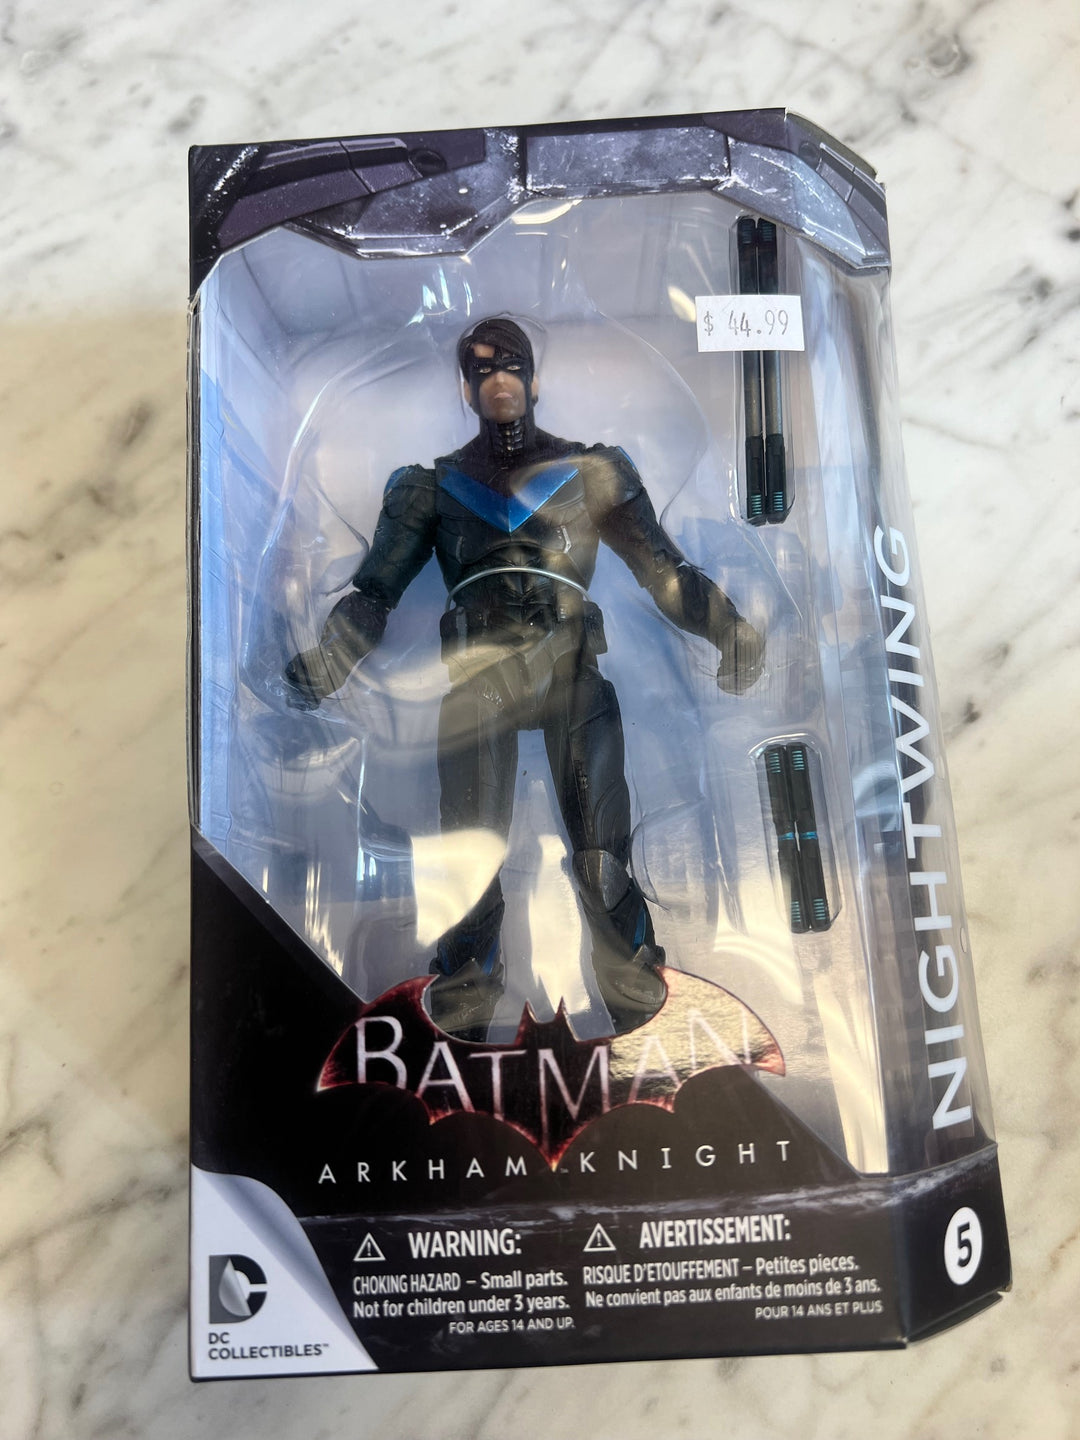 $ 44.99
NIGHTWING
BATMAN
ARKHAM KNIGHT
WARNING:
CHOKING HAZARD – Small parts.
Not for children under 3 years.
FOR AGES 14 AND UP.
AVERTISSEMENT:
RISQUE D'ETOUFFEMENT – Petites pieces.
Ne convient pas aux enfants de moins de 3 ans.
POUR 14 ANS ET PLUS
5
DC
DC
COLLECTIBLES™